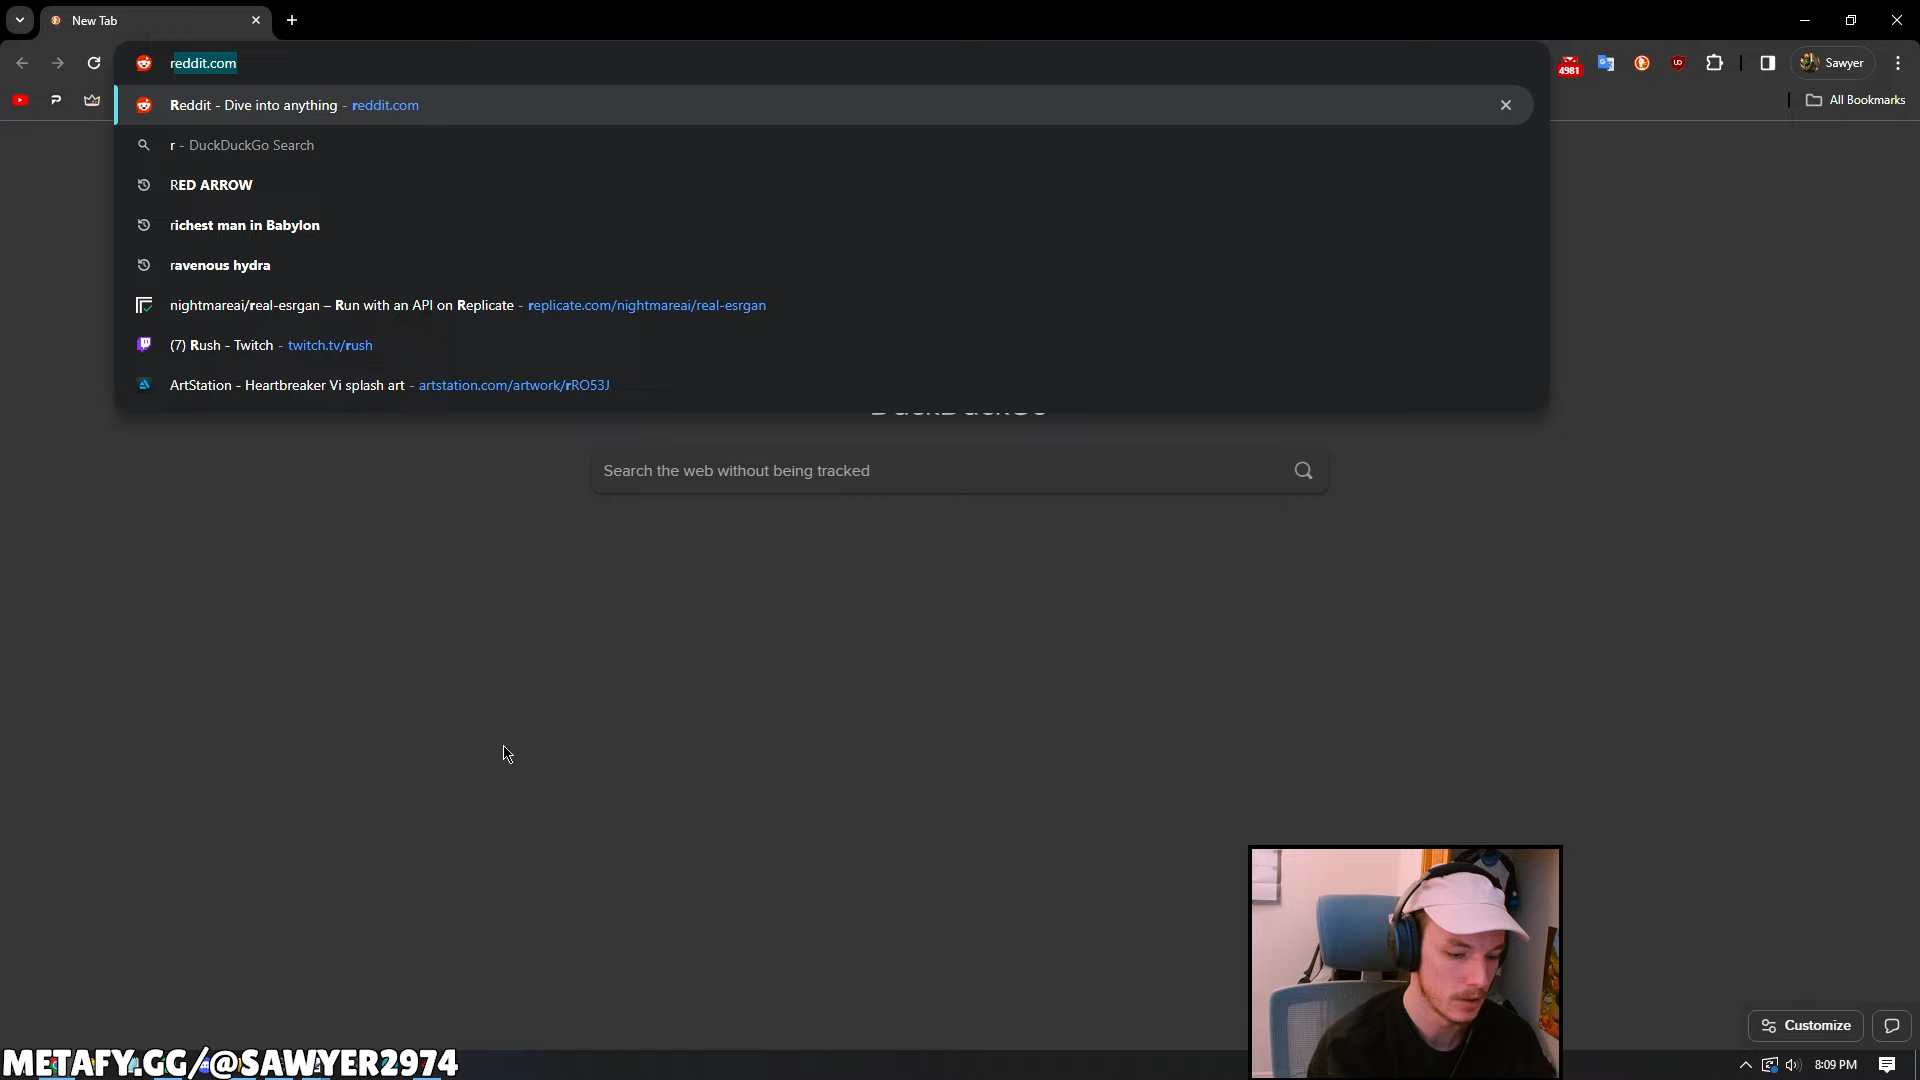 New Tab
reddit.com
4981
Sawyer
All Bookmarks
Reddit - Dive into anything - reddit.com
r - DuckDuckGo Search
RED ARROW
richest man in Babylon
ravenous hydra
nightmareai/real-esrgan – Run with an API on Replicate - replicate.com/nightmareai/real-esrgan
(7) Rush - Twitch - twitch.tv/rush
ArtStation - Heartbreaker Vi splash art - artstation.com/artwork/rRO53J
DuckDuckGo
Search the web without being tracked
Customize
METAFY.GG/@SAWYER2974
8:09 PM